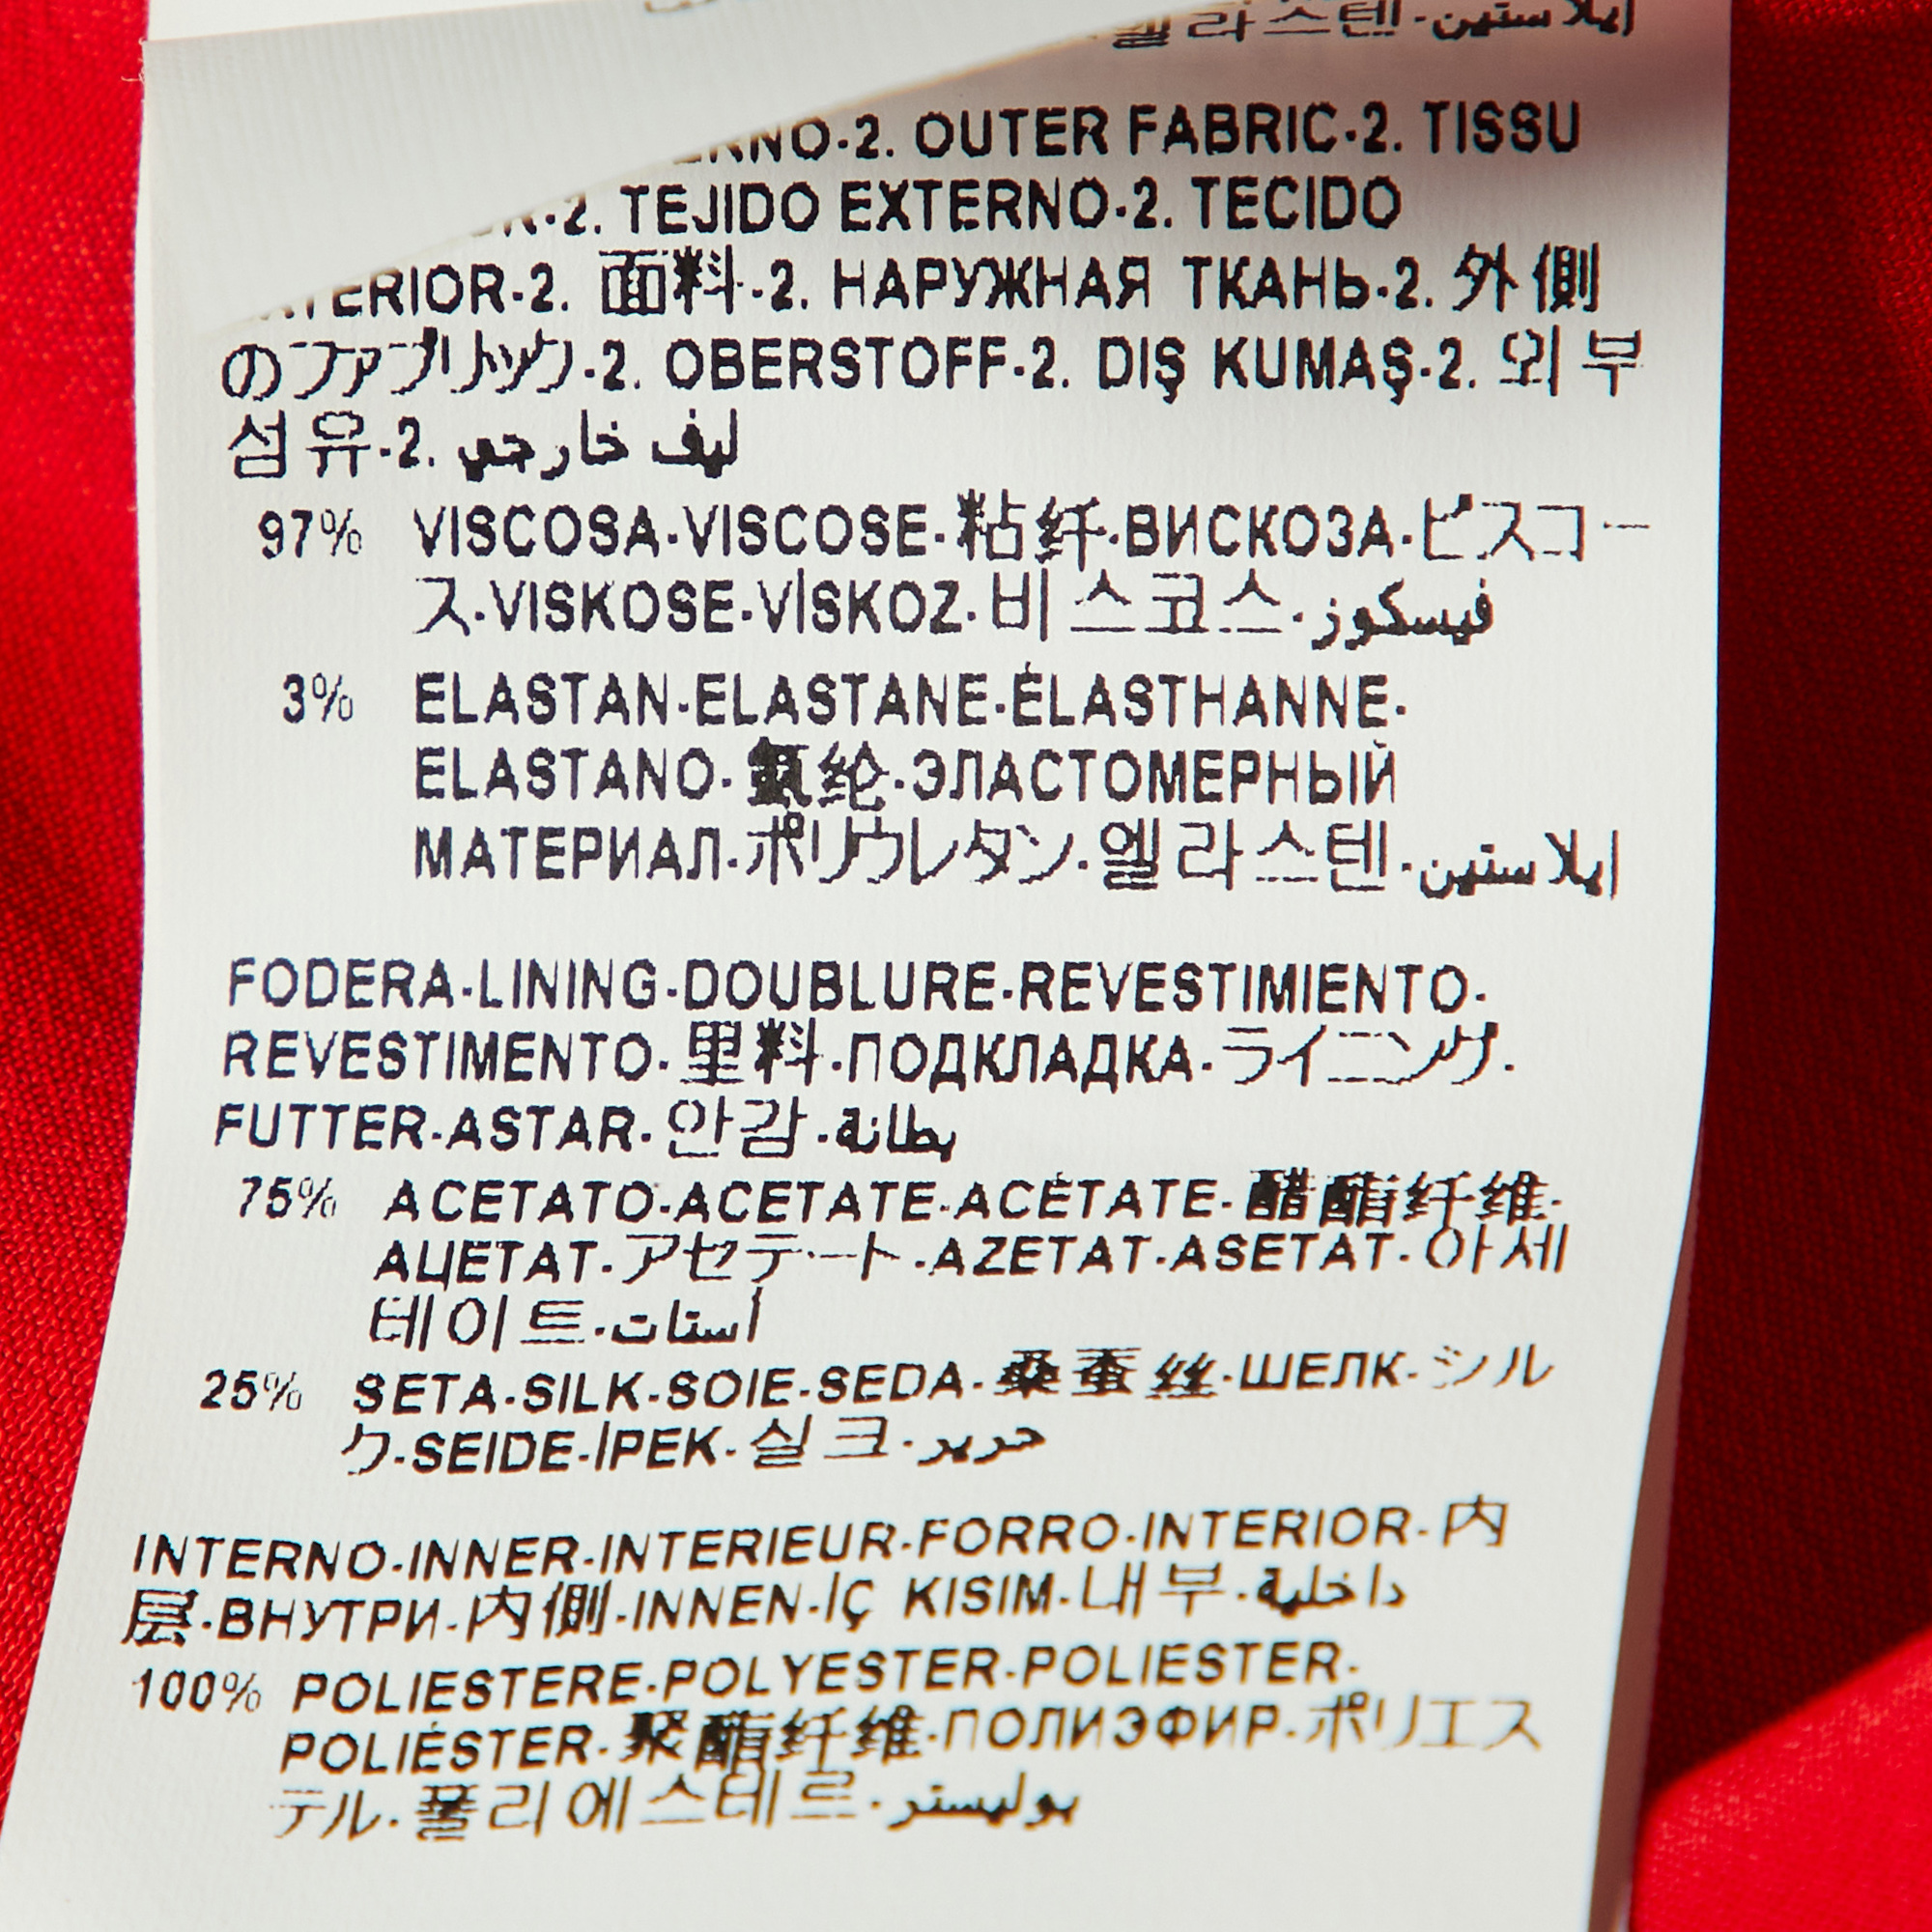 엘라스텐·إيلاستين
2. OUTER FABRIC·2. TISSU
2. TEJIDO EXTERNO·2. TECIDO
2. 面料·2. НАРУЖНАЯ ТКАНЬ·2. 外側
のファブリック·2. OBERSTOFF·2. DIŞ KUMAŞ·2. 외부
섬유·2. ليف خارجي
97% VISCOSA·VISCOSE·粘纤·ВИСКОЗА·ビスコー
ス·VISKOSE·VİSKOZ·비스코스·فيسكوز
3% ELASTAN·ELASTANE·ÉLASTHANNE·
ELASTANO·氨纶·ЭЛАСТОМЕРНЫЙ
МАТЕРИАЛ·ポリウレタン·엘라스텐·إيلاستين
FODERA·LINING·DOUBLURE·REVESTIMIENTO·
REVESTIMENTO·里料·ПОДКЛАДКА·ライニング·
FUTTER·ASTAR·안감·بطانة
75% ACETATO·ACETATE·ACÉTATE·醋酯纤维·
АЦЕТАТ·アセテート·AZETAT·ASETAT·아세
테이트·أستات
25% SETA·SILK·SOIE·SEDA·桑蚕丝·ШЕЛК·シル
ク·SEIDE·İPEK·실크·حرير
INTERNO·INNER·INTERIEUR·FORRO·INTERIOR·内
层·ВНУТРИ·内側·INNEN·İÇ KISIM·내부·داخلية
100% POLIESTERE·POLYESTER·POLIESTER·
POLIÉSTER·聚酯纤维·ПОЛИЭФИР·ポリエス
テル·폴리에스테르·بوليستر